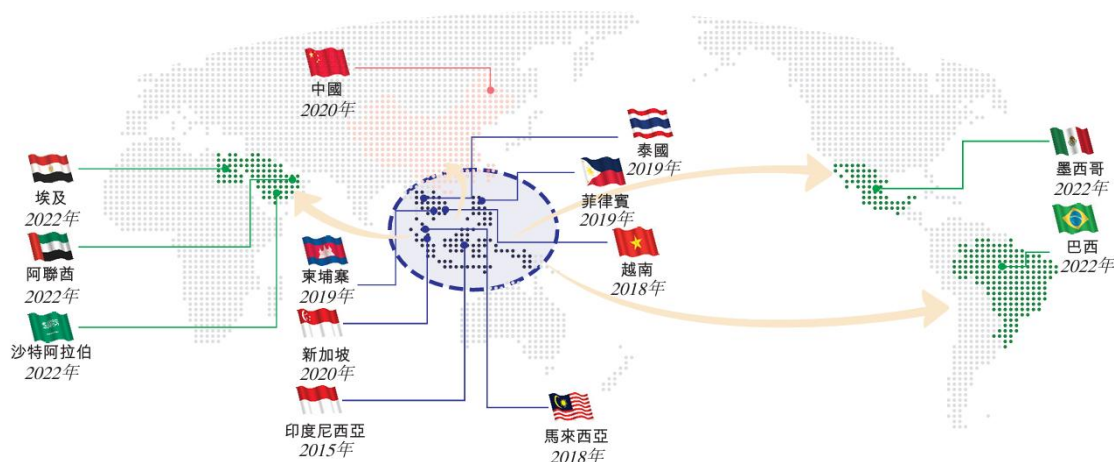 中國
2020年
泰國
2019年
菲律賓
2019年
越南
2018年
埃及
2022年
阿聯酋
2022年
沙特阿拉伯
2022年
柬埔寨
2019年
新加坡
2020年
印度尼西亞
2015年
馬來西亞
2018年
墨西哥
2022年
巴西
2022年